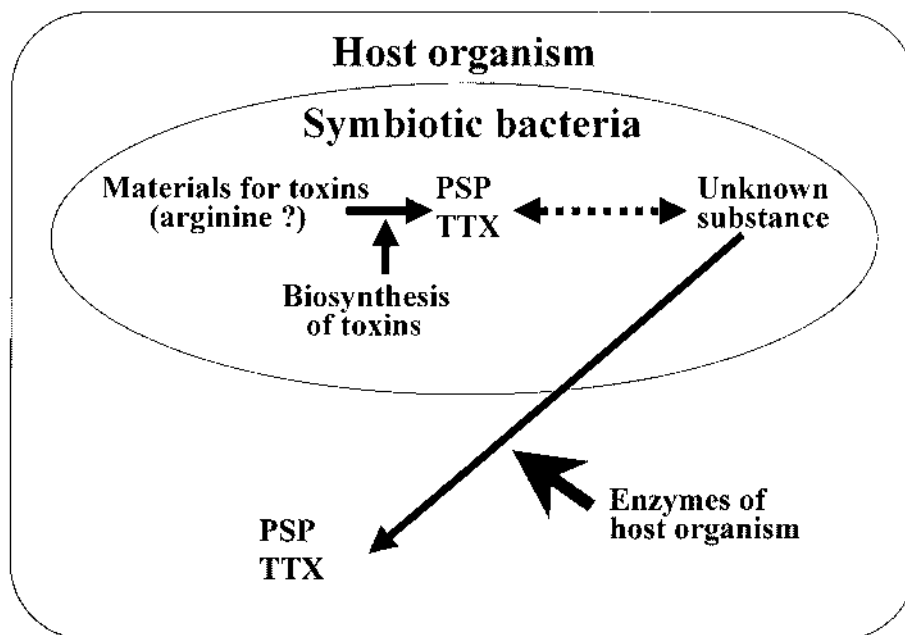 Host organism
Symbiotic bacteria
Materials for toxins
(arginine ?)
PSP
TTX
Unknown
substance
Biosynthesis
of toxins
Enzymes of
host organism
PSP
TTX